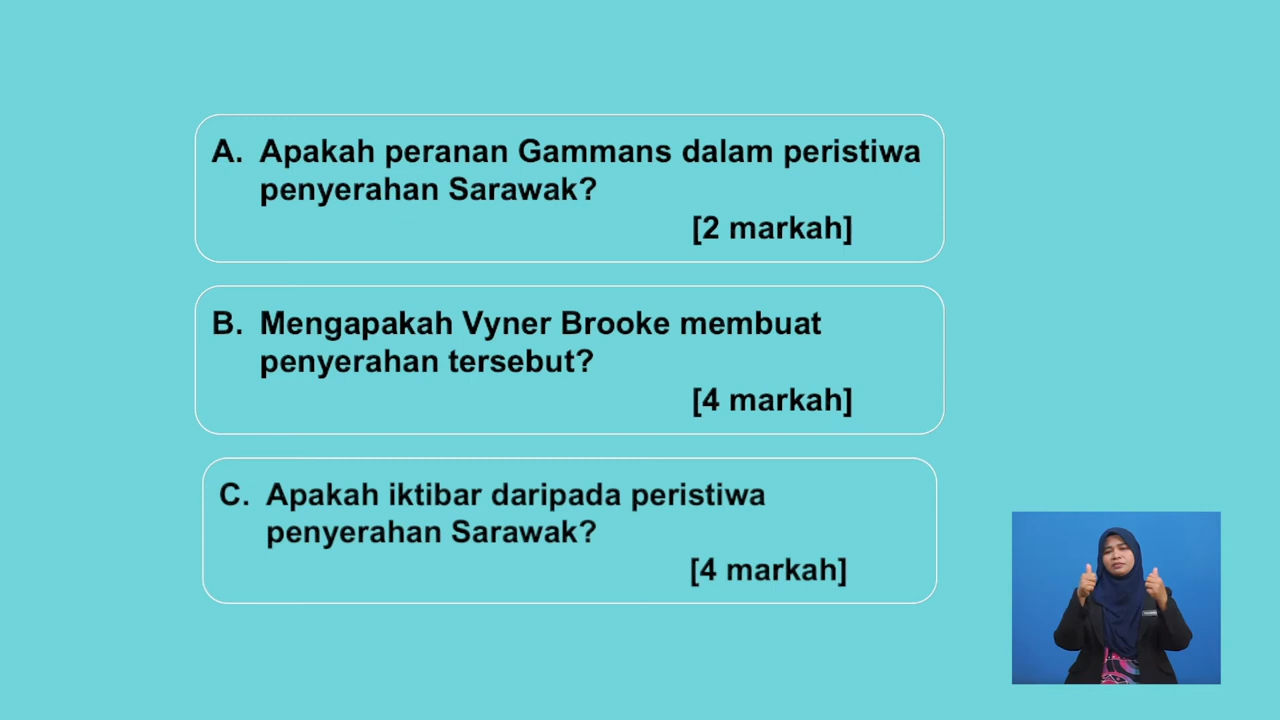 A. Apakah peranan Gammans dalam peristiwa
penyerahan Sarawak?
[2 markah]
B. Mengapakah Vyner Brooke membuat
penyerahan tersebut?
[4 markah]
C. Apakah iktibar daripada peristiwa
penyerahan Sarawak?
[4 markah]